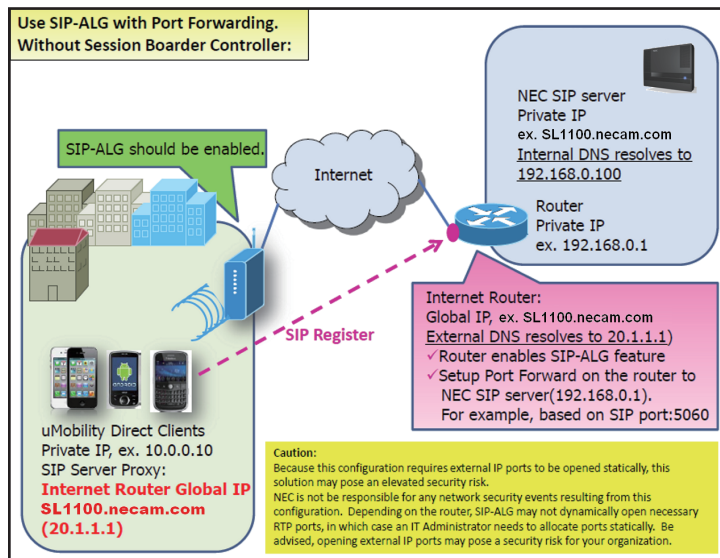 Use SIP-ALG with Port Forwarding.
Without Session Boarder Controller:
NEC SIP server
Private IP
ex. SL1100.necam.com
Internal DNS resolves to
192.168.0.100
SIP-ALG should be enabled.
Internet
Router
Private IP
ex. 192.168.0.1
SIP Register
Internet Router:
Global IP, ex. SL1100.necam.com
External DNS resolves to 20.1.1.1)
✓Router enables SIP-ALG feature
✓Setup Port Forward on the router to
NEC SIP server(192.168.0.1).
For example, based on SIP port:5060
uMobility Direct Clients
Private IP, ex. 10.0.0.10
SIP Server Proxy:
Internet Router Global IP
SL1100.necam.com
(20.1.1.1)
Caution:
Because this configuration requires external IP ports to be opened statically, this
solution may pose an elevated security risk.
NEC is not be responsible for any network security events resulting from this
configuration. Depending on the router, SIP-ALG may not dynamically open necessary
RTP ports, in which case an IT Administrator needs to allocate ports statically. Be
advised, opening external IP ports may pose a security risk for your organization.